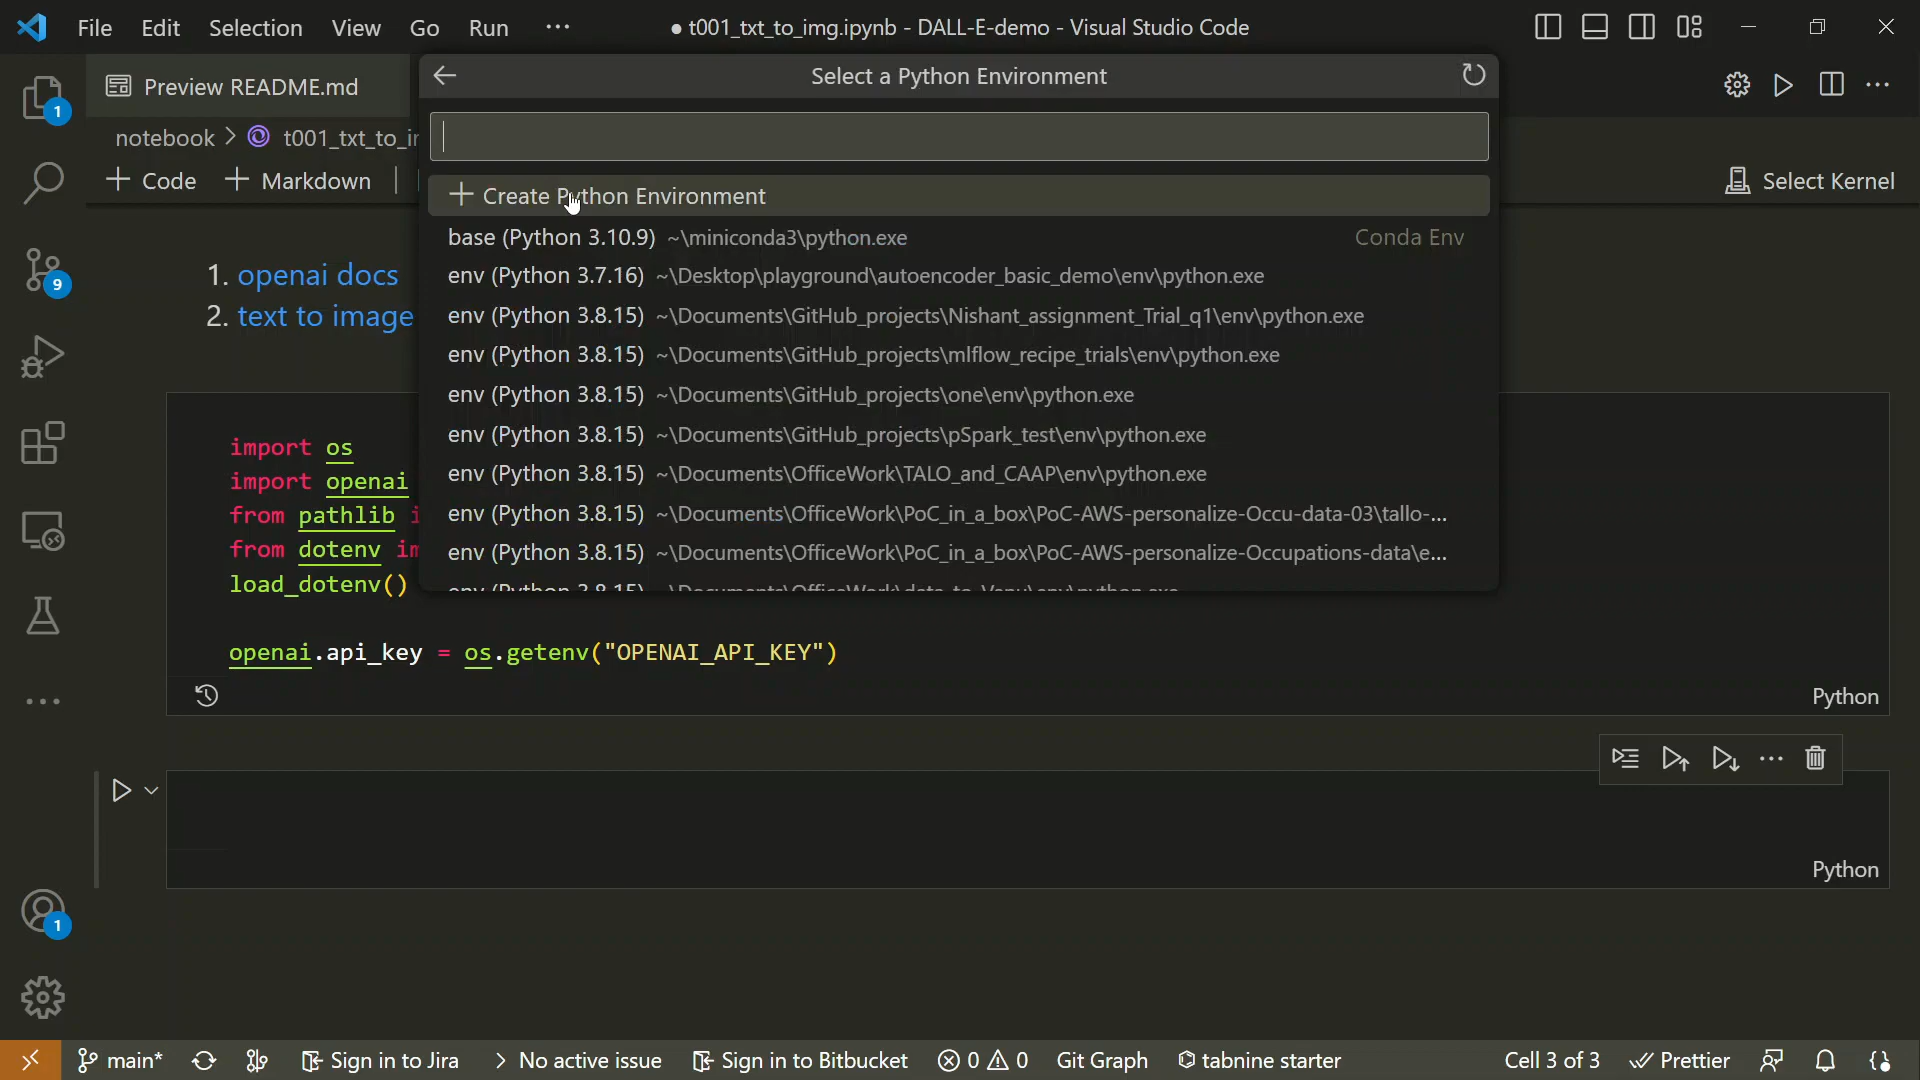 File Edit Selection View Go Run ··· ● t001_txt_to_img.ipynb - DALL-E-demo - Visual Studio Code
Preview README.md
Select a Python Environment
notebook > t001_txt_to_i
+ Code + Markdown
Select Kernel
+ Create Python Environment
base (Python 3.10.9) ~\miniconda3\python.exe Conda Env
env (Python 3.7.16) ~\Desktop\playground\autoencoder_basic_demo\env\python.exe
env (Python 3.8.15) ~\Documents\GitHub_projects\Nishant_assignment_Trial_q1\env\python.exe
env (Python 3.8.15) ~\Documents\GitHub_projects\mlflow_recipe_trials\env\python.exe
env (Python 3.8.15) ~\Documents\GitHub_projects\one\env\python.exe
env (Python 3.8.15) ~\Documents\GitHub_projects\pSpark_test\env\python.exe
env (Python 3.8.15) ~\Documents\OfficeWork\TALO_and_CAAP\env\python.exe
env (Python 3.8.15) ~\Documents\OfficeWork\PoC_in_a_box\PoC-AWS-personalize-Occu-data-03\tallo-...
env (Python 3.8.15) ~\Documents\OfficeWork\PoC_in_a_box\PoC-AWS-personalize-Occupations-data\e...
1. openai docs
2. text to image
import os
import openai
from pathlib i
from dotenv im
load_dotenv()
openai.api_key = os.getenv("OPENAI_API_KEY")
Python
Python
1
9
1
main* Sign in to Jira > No active issue Sign in to Bitbucket 0 0 Git Graph tabnine starter Cell 3 of 3 Prettier